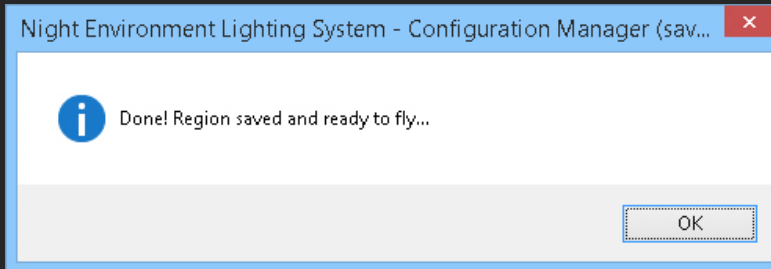 Night Environment Lighting System - Configuration Manager (sav...
Done! Region saved and ready to fly...
OK